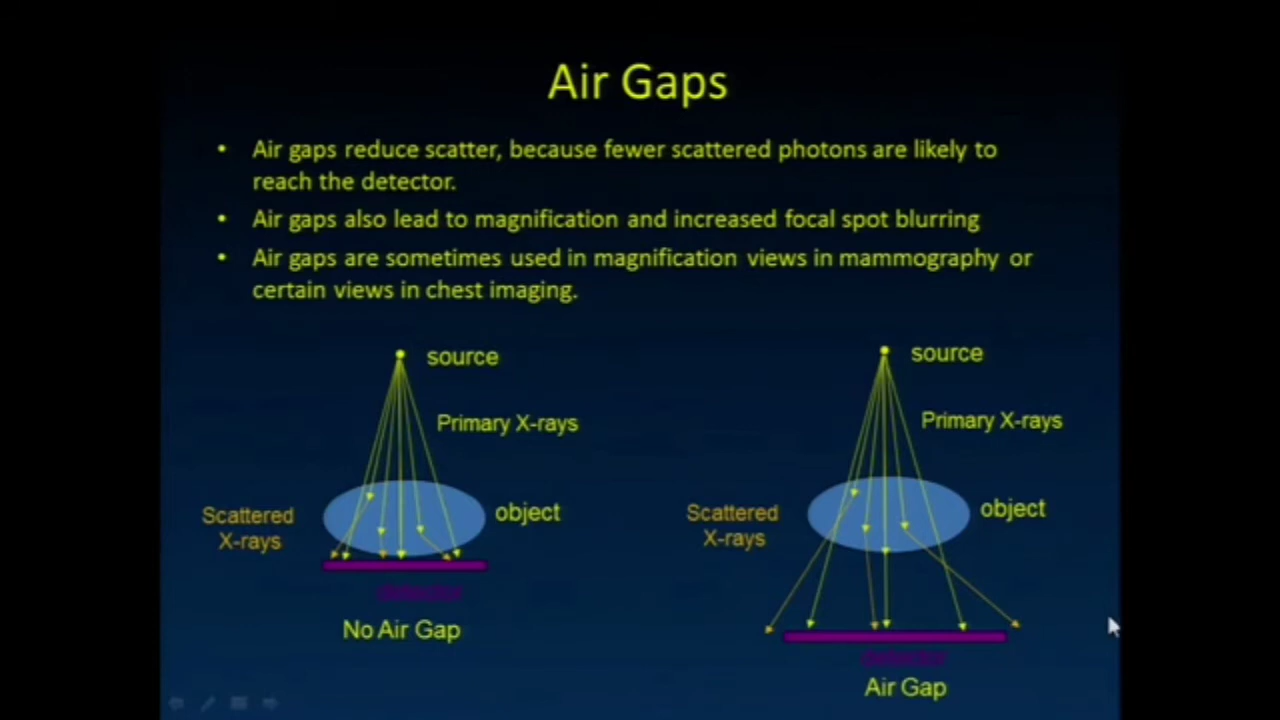 Air Gaps
• Air gaps reduce scatter, because fewer scattered photons are likely to
reach the detector.
• Air gaps also lead to magnification and increased focal spot blurring
• Air gaps are sometimes used in magnification views in mammography or
certain views in chest imaging.
source
Primary X-rays
Scattered
X-rays
object
detector
No Air Gap
source
Primary X-rays
Scattered
X-rays
object
detector
Air Gap